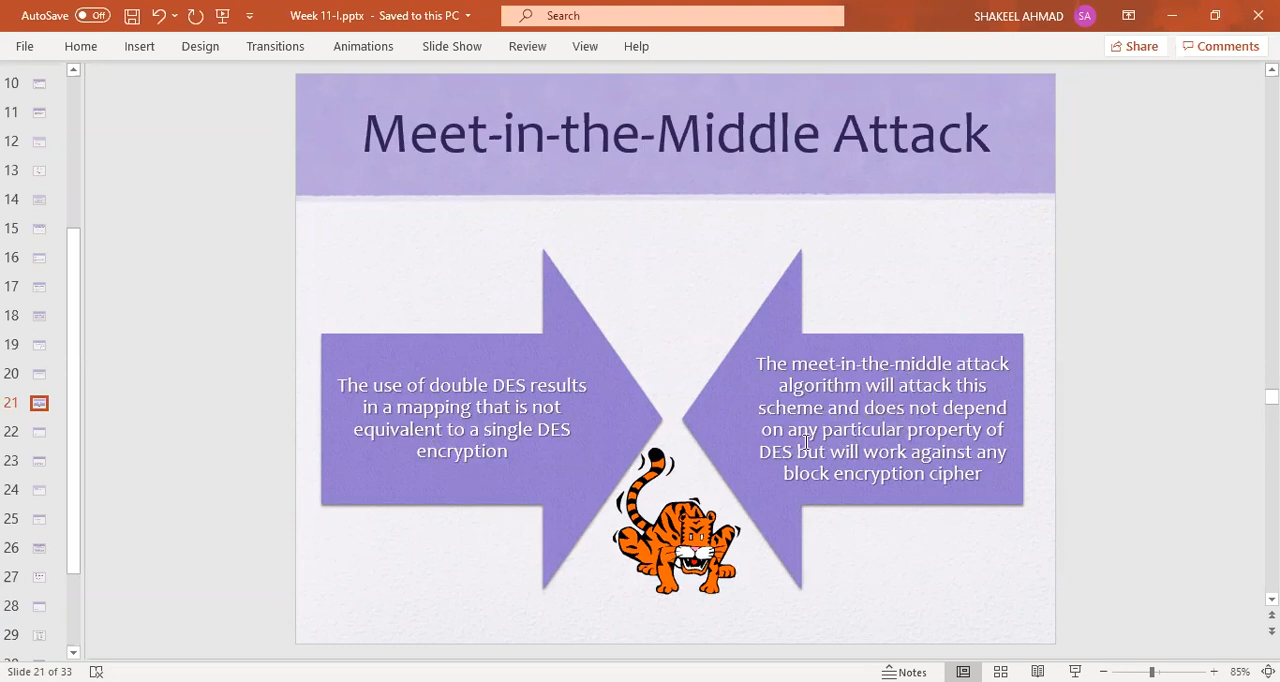 AutoSave Off Week 11-I.pptx - Saved to this PC Search SHAKEEL AHMAD SA
File Home Insert Design Transitions Animations Slide Show Review View Help Share Comments
10
11
12
13
14
15
16
17
18
19
20
21
22
23
24
25
26
27
28
29
Meet-in-the-Middle Attack
The use of double DES results
in a mapping that is not
equivalent to a single DES
encryption
The meet-in-the-middle attack
algorithm will attack this
scheme and does not depend
on any particular property of
DES but will work against any
block encryption cipher
Slide 21 of 33 Notes 85%